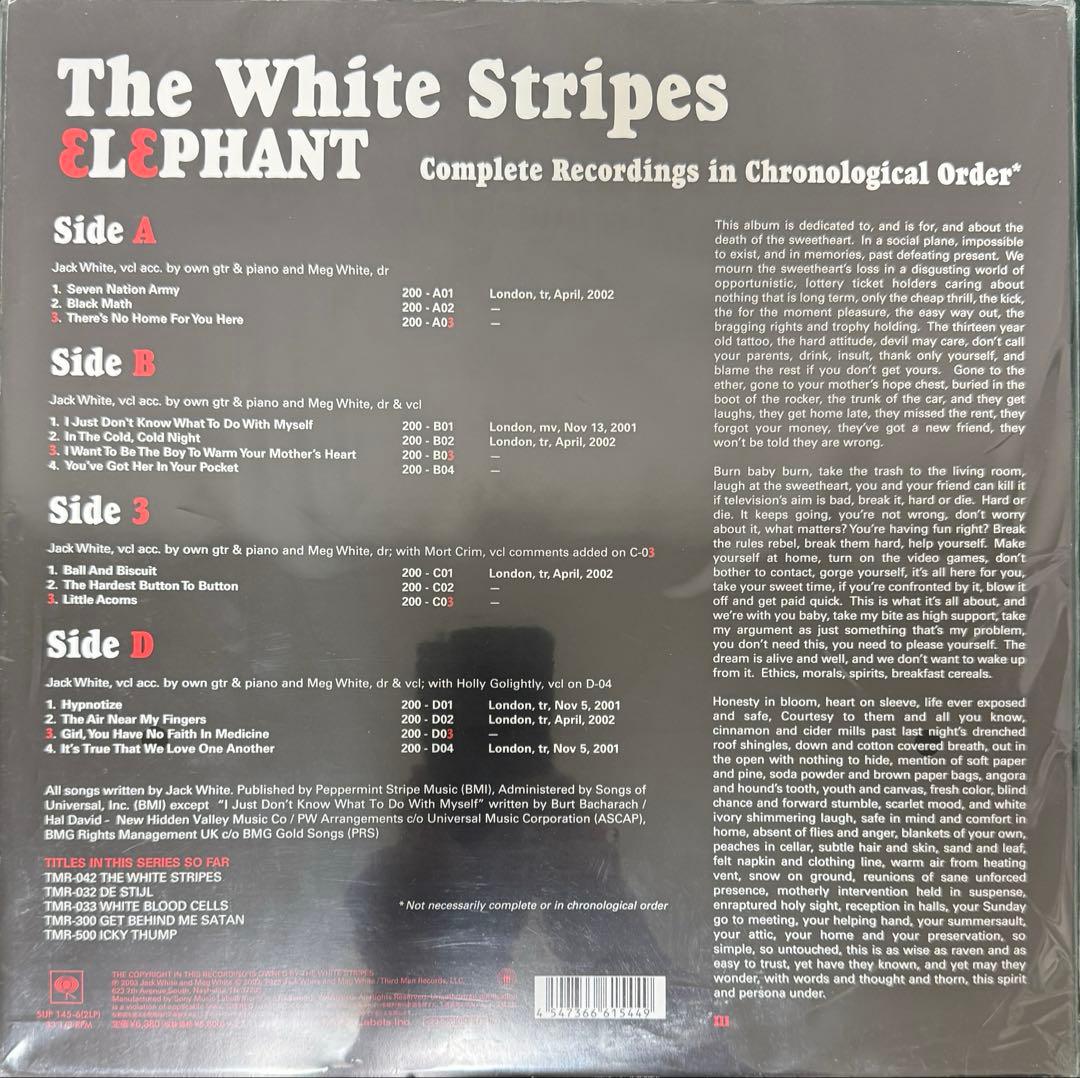 The White Stripes
ELEPHANT
Complete Recordings in Chronological Order*
Side A
Jack White, vcl acc. by own gtr & piano and Meg White, dr
1. Seven Nation Army 200 - A01 London, tr, April, 2002
2. Black Math 200 - A02 —
3. There's No Home For You Here 200 - A03 —
Side B
Jack White, vcl acc. by own gtr & piano and Meg White, dr & vcl
1. I Just Don't Know What To Do With Myself 200 - B01 London, mv, Nov 13, 2001
2. In The Cold, Cold Night 200 - B02 London, tr, April, 2002
3. I Want To Be The Boy To Warm Your Mother's Heart 200 - B03 —
4. You've Got Her In Your Pocket 200 - B04 —
Side 3
Jack White, vcl acc. by own gtr & piano and Meg White, dr; with Mort Crim, vcl comments added on C-03
1. Ball And Biscuit 200 - C01 London, tr, April, 2002
2. The Hardest Button To Button 200 - C02 —
3. Little Acorns 200 - C03 —
Side D
Jack White, vcl acc. by own gtr & piano and Meg White, dr & vcl; with Holly Golightly, vcl on D-04
1. Hypnotize 200 - D01 London, tr, Nov 5, 2001
2. The Air Near My Fingers 200 - D02 London, tr, April, 2002
3. Girl, You Have No Faith In Medicine 200 - D03 —
4. It's True That We Love One Another 200 - D04 London, tr, Nov 5, 2001
All songs written by Jack White. Published by Peppermint Stripe Music (BMI), Administered by Songs of
Universal, Inc. (BMI) except "I Just Don't Know What To Do With Myself" written by Burt Bacharach /
Hal David - New Hidden Valley Music Co / PW Arrangements c/o Universal Music Corporation (ASCAP),
BMG Rights Management UK c/o BMG Gold Songs (PRS)
TITLES IN THIS SERIES SO FAR
TMR-042 THE WHITE STRIPES
TMR-032 DE STIJL
TMR-033 WHITE BLOOD CELLS
TMR-300 GET BEHIND ME SATAN
TMR-500 ICKY THUMP
* Not necessarily complete or in chronological order
This album is dedicated to, and is for, and about the
death of the sweetheart. In a social plane, impossible
to exist, and in memories, past defeating present. We
mourn the sweetheart's loss in a disgusting world of
opportunistic, lottery ticket holders caring about
nothing that is long term, only the cheap thrill, the kick,
the for the moment pleasure, the easy way out, the
bragging rights and trophy holding. The thirteen year
old tattoo, the hard attitude, devil may care, don't call
your parents, drink, insult, thank only yourself, and
blame the rest if you don't get yours. Gone to the
ether, gone to your mother's hope chest, buried in the
boot of the rocker, the trunk of the car, and they get
laughs, they get home late, they missed the rent, they
forgot your money, they've got a new friend, they
won't be told they are wrong.
Burn baby burn, take the trash to the living room,
laugh at the sweetheart, you and your friend can kill it
if television's aim is bad, break it, hard or die. Hard or
die. It keeps going, you're not wrong, don't worry
about it, what matters? You're having fun right? Break
the rules rebel, break them hard, help yourself. Make
yourself at home, turn on the video games, don't
bother to contact, gorge yourself, it's all here for you,
take your sweet time, if you're confronted by it, blow it
off and get paid quick. This is what it's all about, and
we're with you baby, take my bite as high support, take
my argument as just something that's my problem,
you don't need this, you need to please yourself. The
dream is alive and well, and we don't want to wake up
from it. Ethics, morals, spirits, breakfast cereals.
Honesty in bloom, heart on sleeve, life ever exposed
and safe, Courtesy to them and all you know,
cinnamon and cider mills past last night's drenched
roof shingles, down and cotton covered breath, out in
the open with nothing to hide, mention of soft paper
and pine, soda powder and brown paper bags, angora
and hound's tooth, youth and canvas, fresh color, blind
chance and forward stumble, scarlet mood, and white
ivory shimmering laugh, safe in mind and comfort in
home, absent of flies and anger, blankets of your own,
peaches in cellar, subtle hair and skin, sand and leaf,
felt napkin and clothing line, warm air from heating
vent, snow on ground, reunions of sane unforced
presence, motherly intervention held in suspense,
enraptured holy sight, reception in halls, your Sunday
go to meeting, your helping hand, your summersault,
your attic, your home and your preservation, so
simple, so untouched, this is as wise as raven and as
easy to trust, yet have they known, and yet may they
wonder, with words and thought and thorn, this spirit
and persona under.
III
THE COPYRIGHT IN THIS RECORDING IS OWNED BY THE WHITE STRIPES
623 7th Avenue South, Nashville, TN 37203
Manufactured by Sony Music Labels
SIJP 145-6(2LP)
33 1/3 RPM
定価¥6,380
Labels Inc.
4 547366 615449